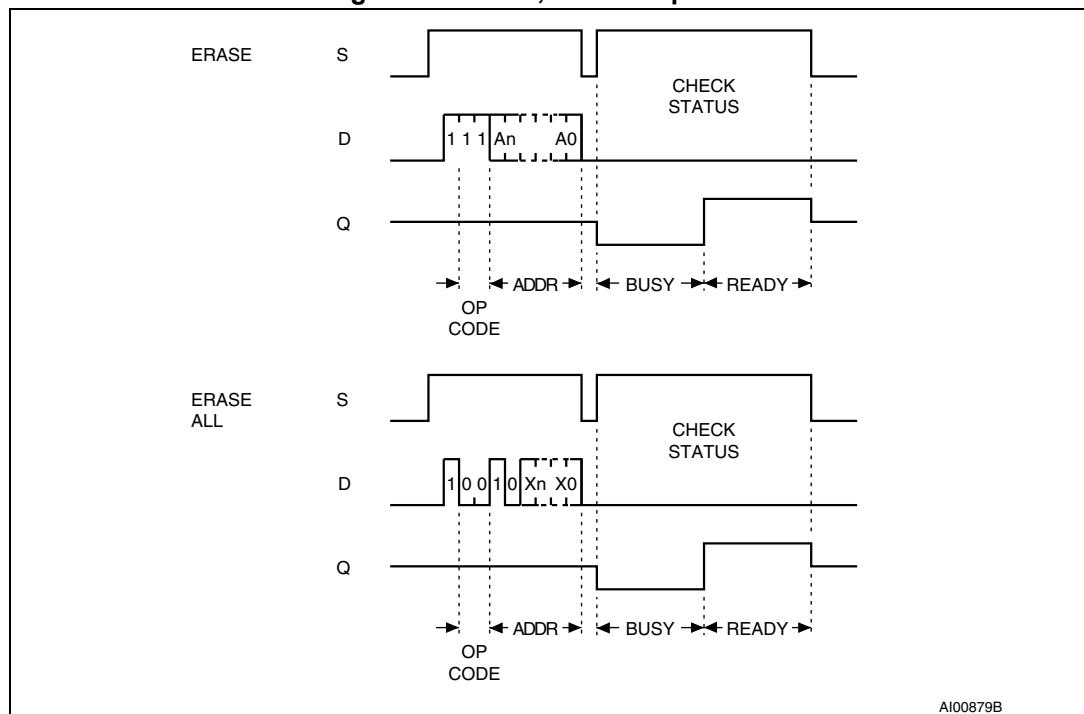 ERASE S
CHECK
STATUS
D 1 1 1 An A0
Q
ADDR BUSY READY
OP
CODE
ERASE
ALL S
CHECK
STATUS
D 1 0 0 1 0 Xn X0
Q
ADDR BUSY READY
OP
CODE
AI00879B